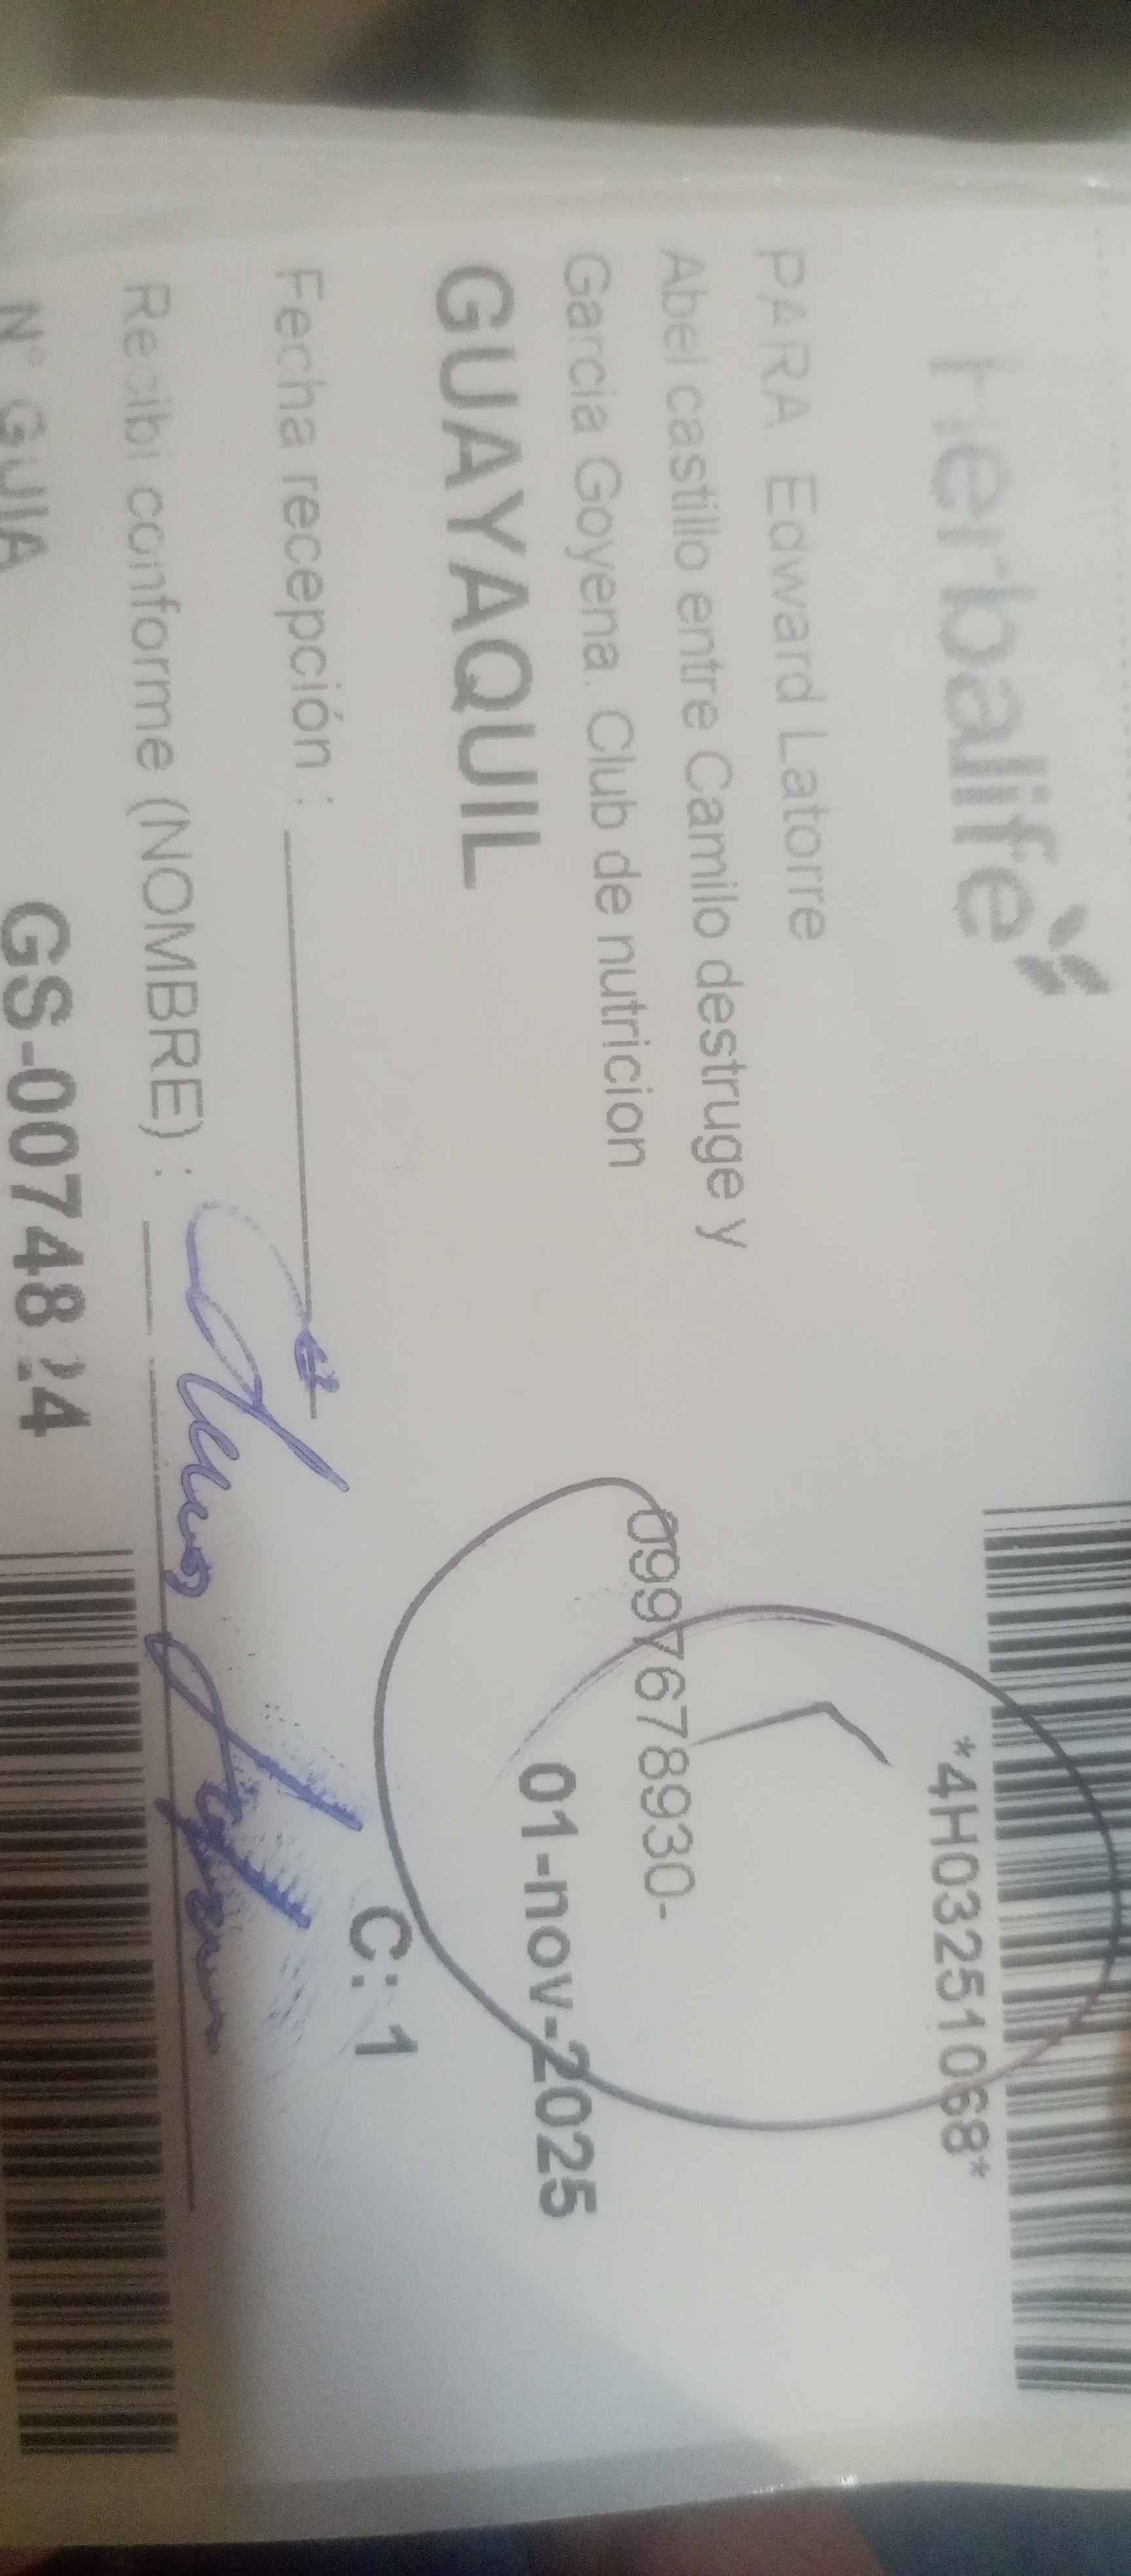 Herbalife
*4H03251068*
PARA Edward Latorre
Abel castillo entre Camilo destruge y
Garcia Goyena. Club de nutricion
0997678930-
GUAYAQUIL
01-nov-2025
Fecha recepción :
C: 1
Recibi conforme (NOMBRE) :
N° GUIA